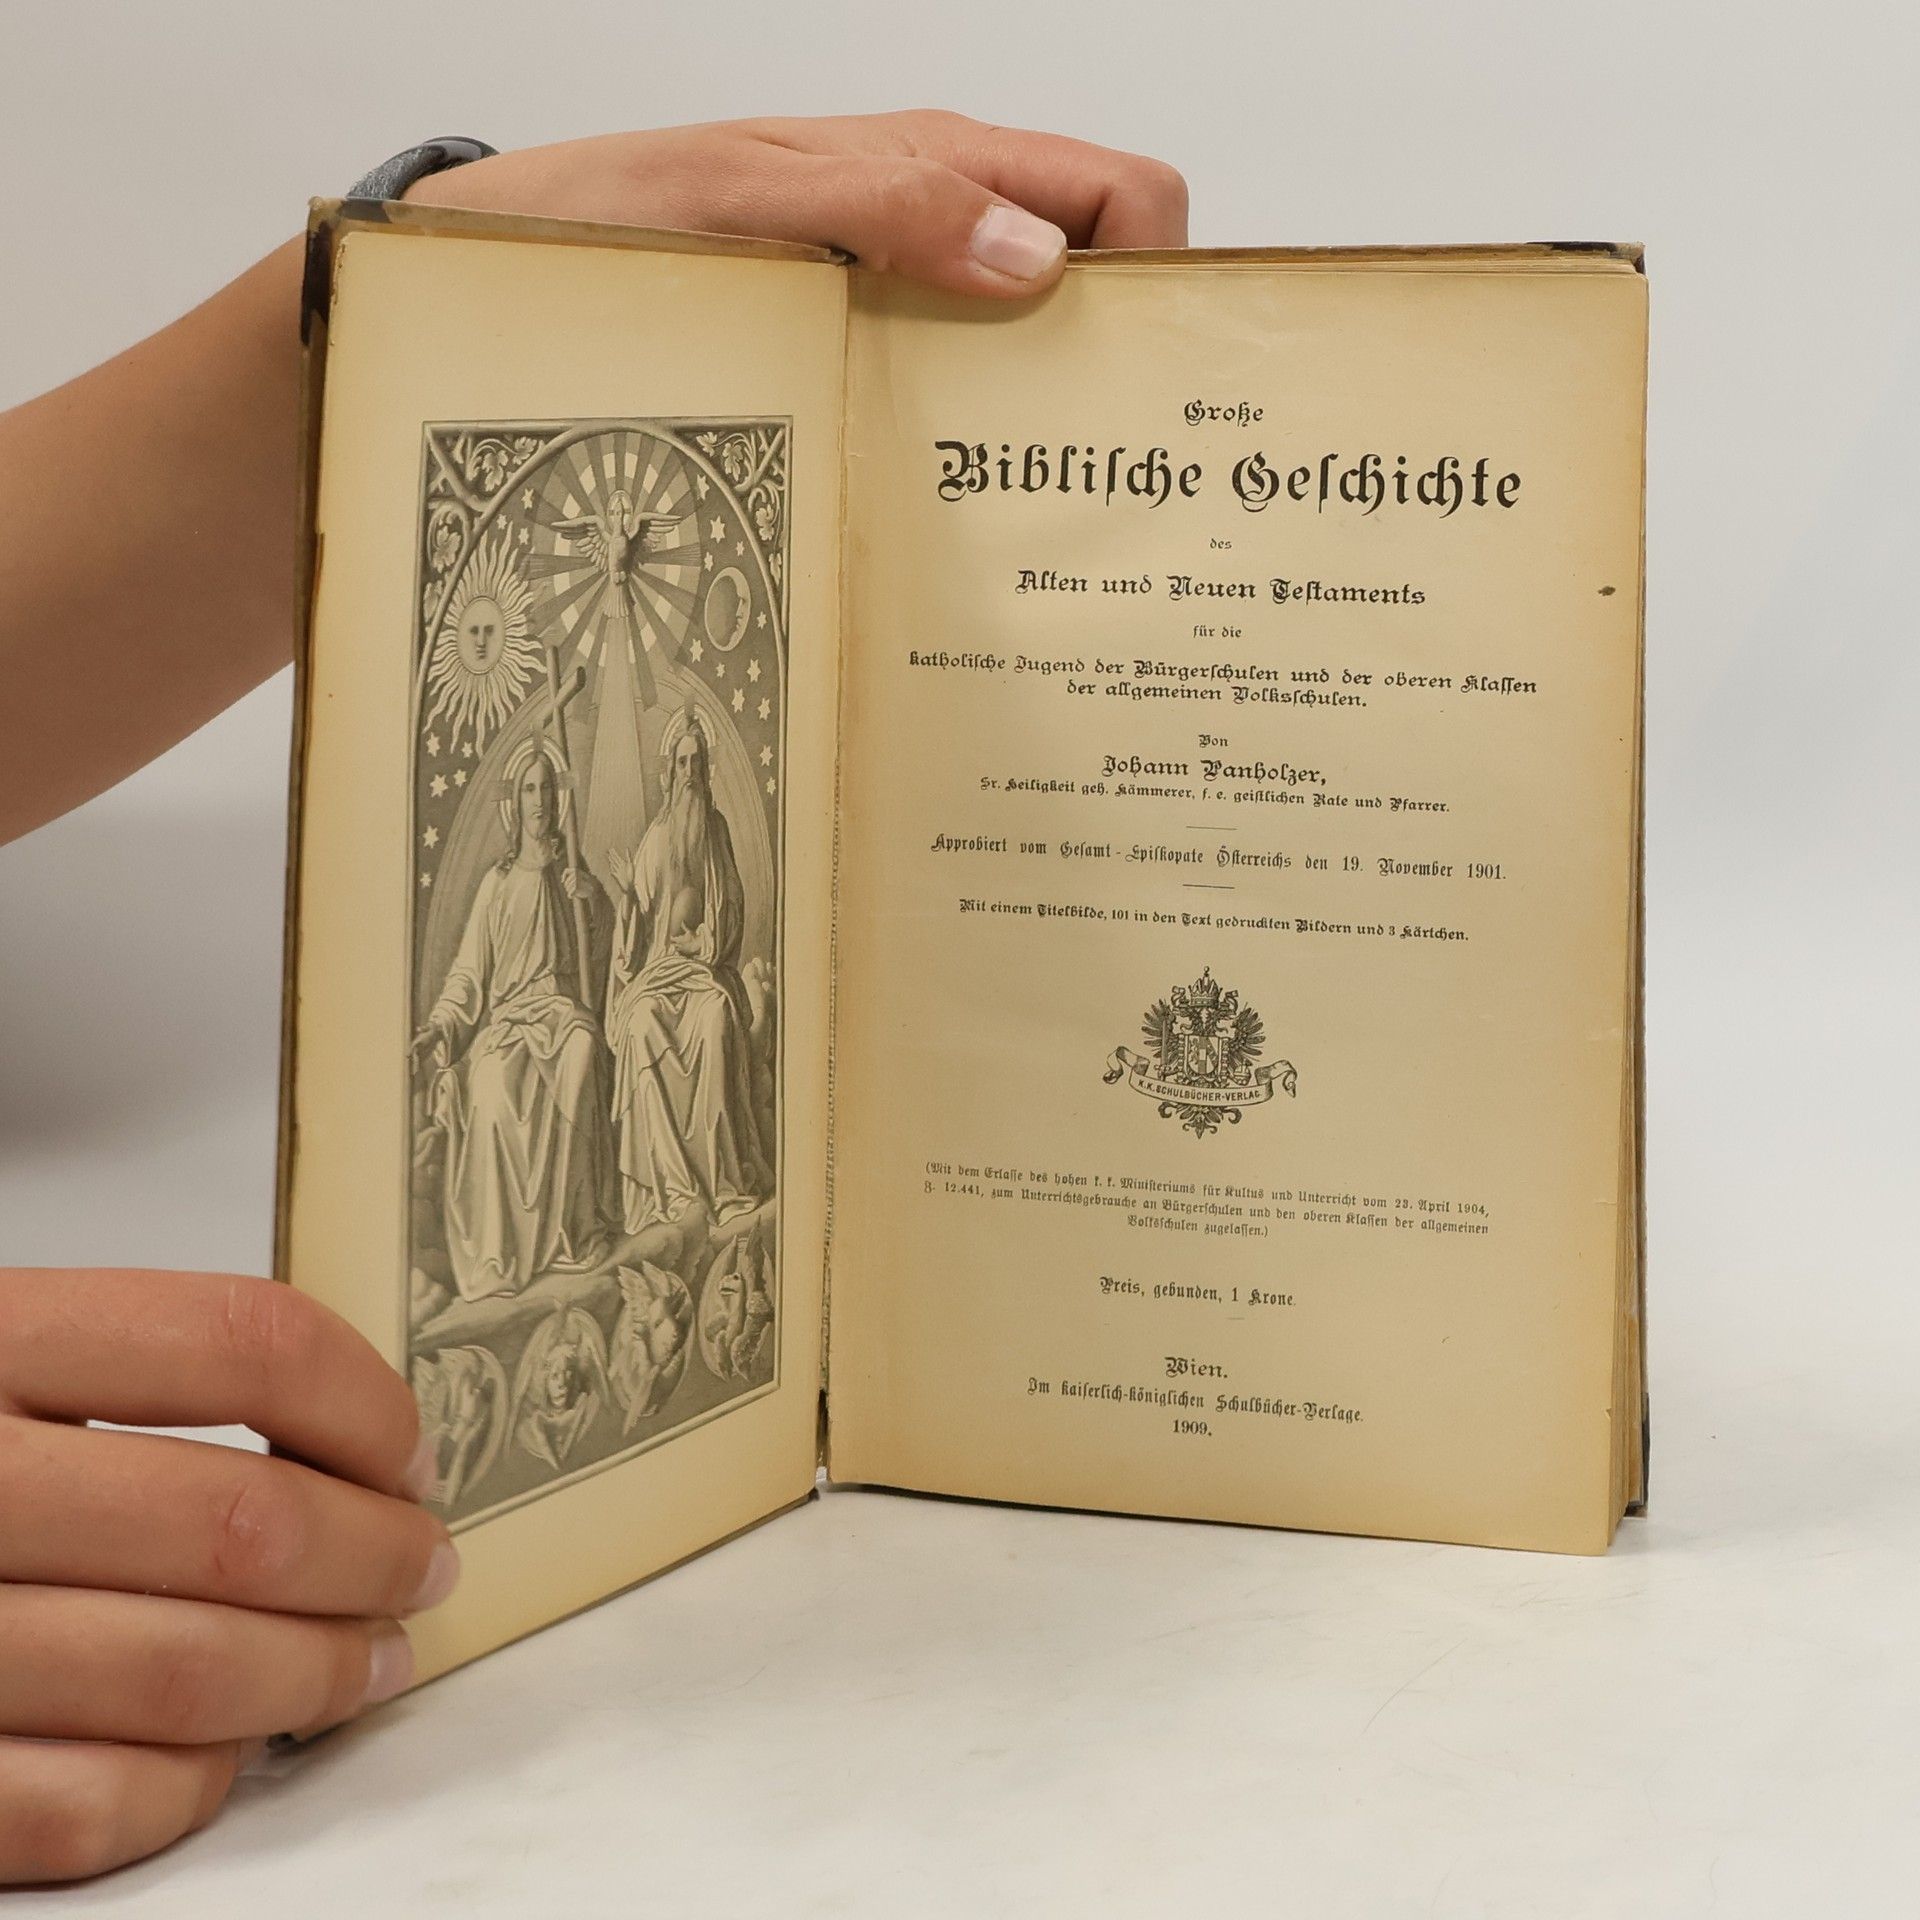 Große
Bibliſche Geſchichte
des
Alten und Neuen Teſtaments
für die
katholiſche Jugend der Bürgerſchulen und der oberen Klaſſen
der allgemeinen Volksſchulen.
Von
Johann Panholzer,
Sr. Heiligkeit geh. Kämmerer, f. e. geiſtlichen Rate und Pfarrer.
Approbiert vom Geſamt-Epiſkopate Öſterreichs den 19. November 1901.
Mit einem Titelbilde, 101 in den Text gedruckten Bildern und 3 Kärtchen.
K.K. SCHULBÜCHER-VERLAG
(Mit dem Erlaſſe des hohen k. k. Miniſteriums für Kultus und Unterricht vom 23. April 1904,
Z. 12.441, zum Unterrichtsgebrauche an Bürgerſchulen und den oberen Klaſſen der allgemeinen
Volksſchulen zugelaſſen.)
Preis, gebunden, 1 Krone.
Wien.
Im kaiſerlich-königlichen Schulbücher-Verlage.
1909.